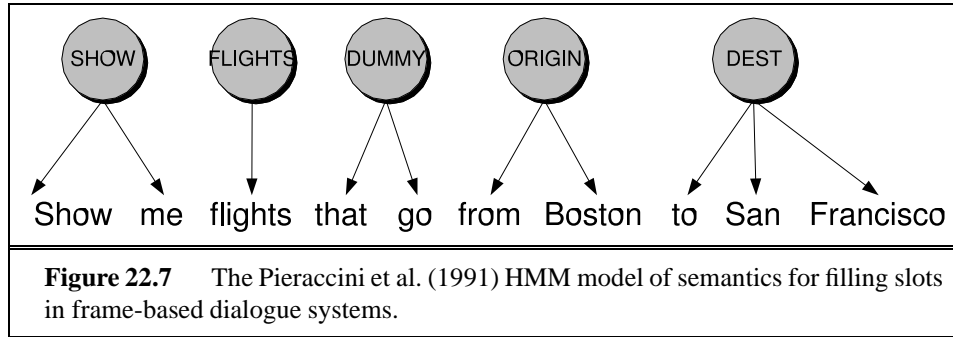 SHOW FLIGHTS DUMMY ORIGIN DEST
Show me flights that go from Boston to San Francisco
Figure 22.7 The Pieraccini et al. (1991) HMM model of semantics for filling slots
in frame-based dialogue systems.